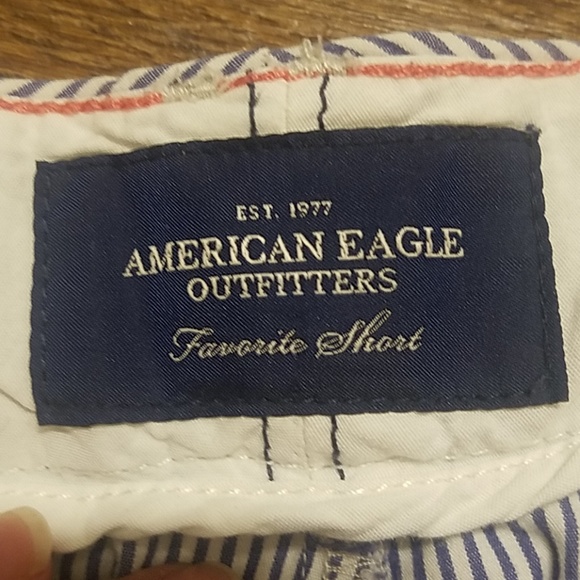 EST. 1977
AMERICAN EAGLE
OUTFITTERS
Favorite Short